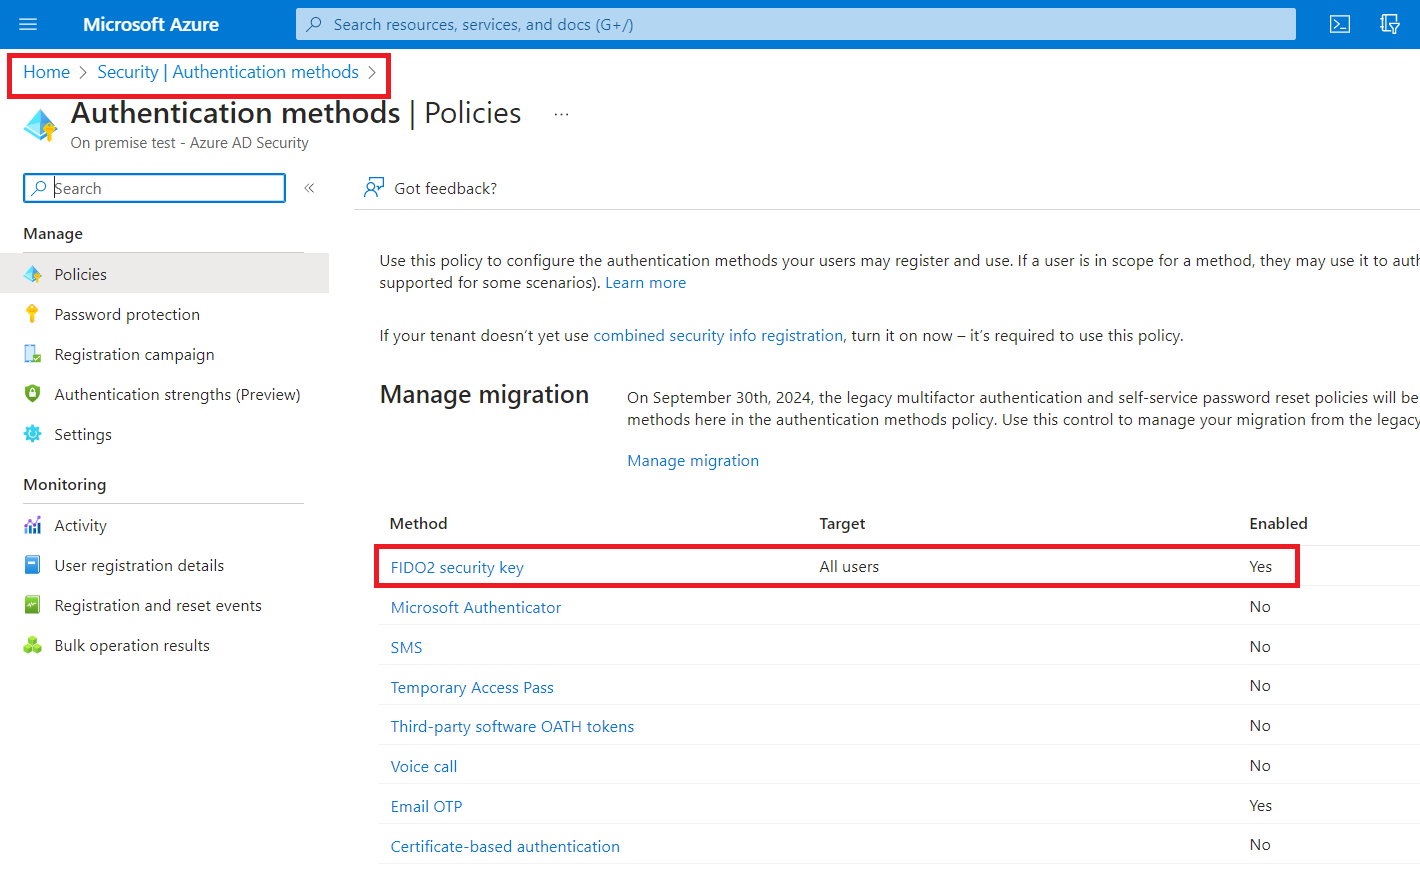 Microsoft Azure
Search resources, services, and docs (G+/)
Home > Security | Authentication methods >
Authentication methods | Policies ...
On premise test - Azure AD Security
Search
«
Got feedback?
Manage
Policies
Password protection
Registration campaign
Authentication strengths (Preview)
Settings
Monitoring
Activity
User registration details
Registration and reset events
Bulk operation results
Use this policy to configure the authentication methods your users may register and use. If a user is in scope for a method, they may use it to auth
supported for some scenarios). Learn more
If your tenant doesn't yet use combined security info registration, turn it on now – it's required to use this policy.
Manage migration
On September 30th, 2024, the legacy multifactor authentication and self-service password reset policies will be
methods here in the authentication methods policy. Use this control to manage your migration from the legacy
Manage migration
Method Target Enabled
FIDO2 security key All users Yes
Microsoft Authenticator No
SMS No
Temporary Access Pass No
Third-party software OATH tokens No
Voice call No
Email OTP Yes
Certificate-based authentication No